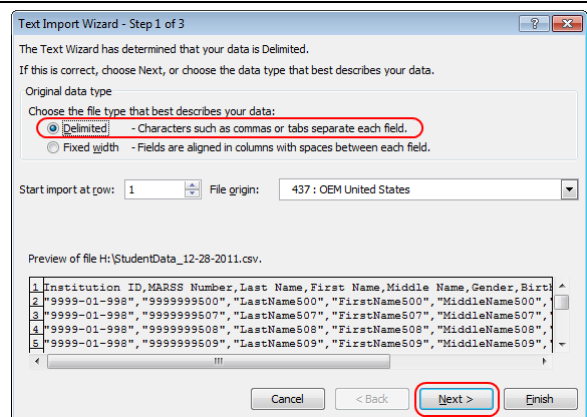 Text Import Wizard - Step 1 of 3
The Text Wizard has determined that your data is Delimited.
If this is correct, choose Next, or choose the data type that best describes your data.
Original data type
Choose the file type that best describes your data:
Delimited - Characters such as commas or tabs separate each field.
Fixed width - Fields are aligned in columns with spaces between each field.
Start import at row: 1 File origin: 437 : OEM United States
Preview of file H:\StudentData_12-28-2011.csv.
1 Institution ID,MARSS Number,Last Name,First Name,Middle Name,Gender,Birth
2 "9999-01-998","9999999500","LastName500","FirstName500","MiddleName500","
3 "9999-01-998","9999999507","LastName507","FirstName507","MiddleName507","
4 "9999-01-998","9999999508","LastName508","FirstName508","MiddleName508","
5 "9999-01-998","9999999509","LastName509","FirstName509","MiddleName509","
Cancel < Back Next > Finish